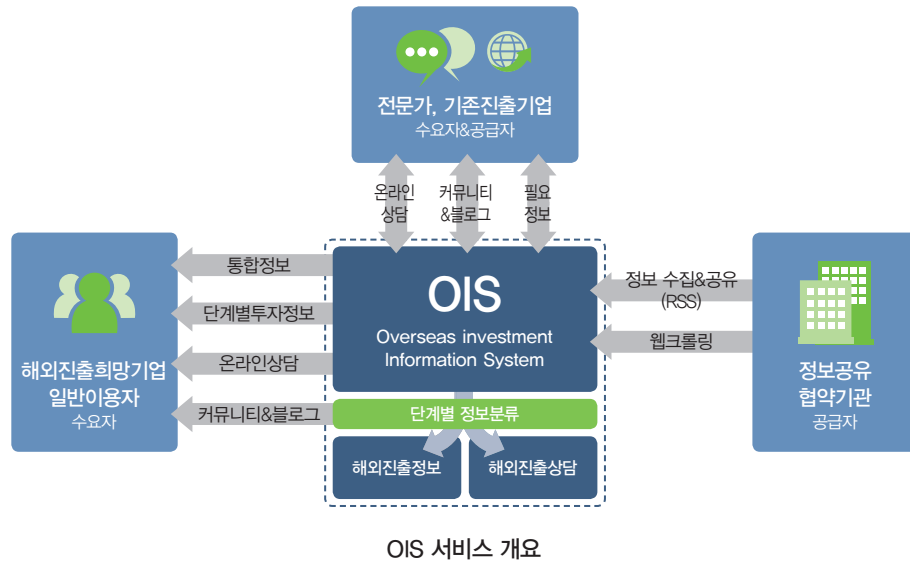 전문가, 기존진출기업
수요자&공급자
온라인
상담
커뮤니티
&블로그
필요
정보
통합정보
단계별투자정보
온라인상담
커뮤니티&블로그
해외진출희망기업
일반이용자
수요자
OIS
Overseas investment
Information System
단계별 정보분류
해외진출정보
해외진출상담
정보 수집&공유
(RSS)
웹크롤링
정보공유
협약기관
공급자
OIS 서비스 개요